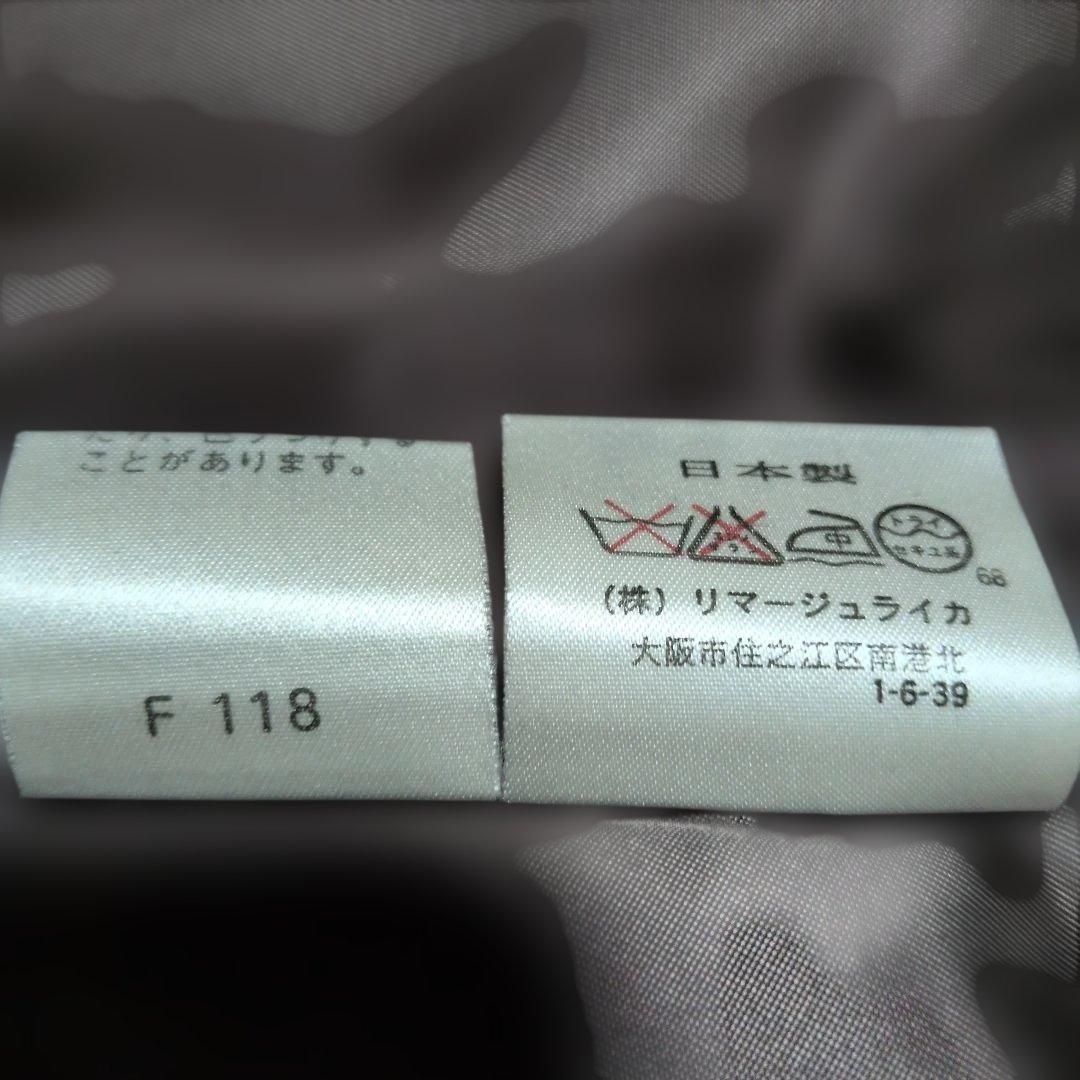 ことがあります。
F 118
日本製
中
ドライ
セキユ系
68
（株）リマージュライカ
大阪市住之江区南港北
1-6-39